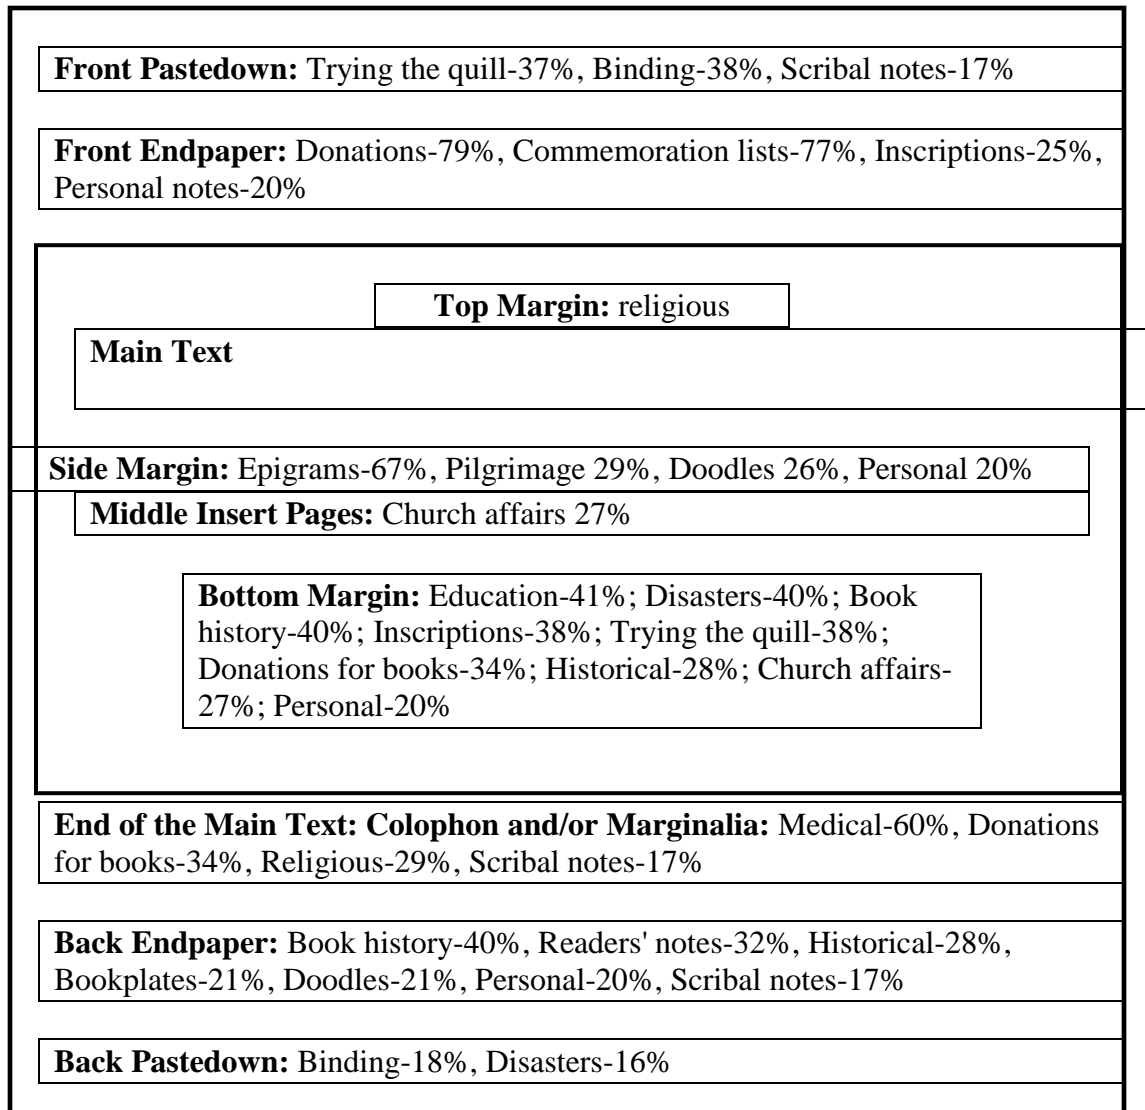 Front Pastedown: Trying the quill-37%, Binding-38%, Scribal notes-17%
Front Endpaper: Donations-79%, Commemoration lists-77%, Inscriptions-25%,
Personal notes-20%
Top Margin: religious
Main Text
Side Margin: Epigrams-67%, Pilgrimage 29%, Doodles 26%, Personal 20%
Middle Insert Pages: Church affairs 27%
Bottom Margin: Education-41%; Disasters-40%; Book
history-40%; Inscriptions-38%; Trying the quill-38%;
Donations for books-34%; Historical-28%; Church affairs-
27%; Personal-20%
End of the Main Text: Colophon and/or Marginalia: Medical-60%, Donations
for books-34%, Religious-29%, Scribal notes-17%
Back Endpaper: Book history-40%, Readers' notes-32%, Historical-28%,
Bookplates-21%, Doodles-21%, Personal-20%, Scribal notes-17%
Back Pastedown: Binding-18%, Disasters-16%